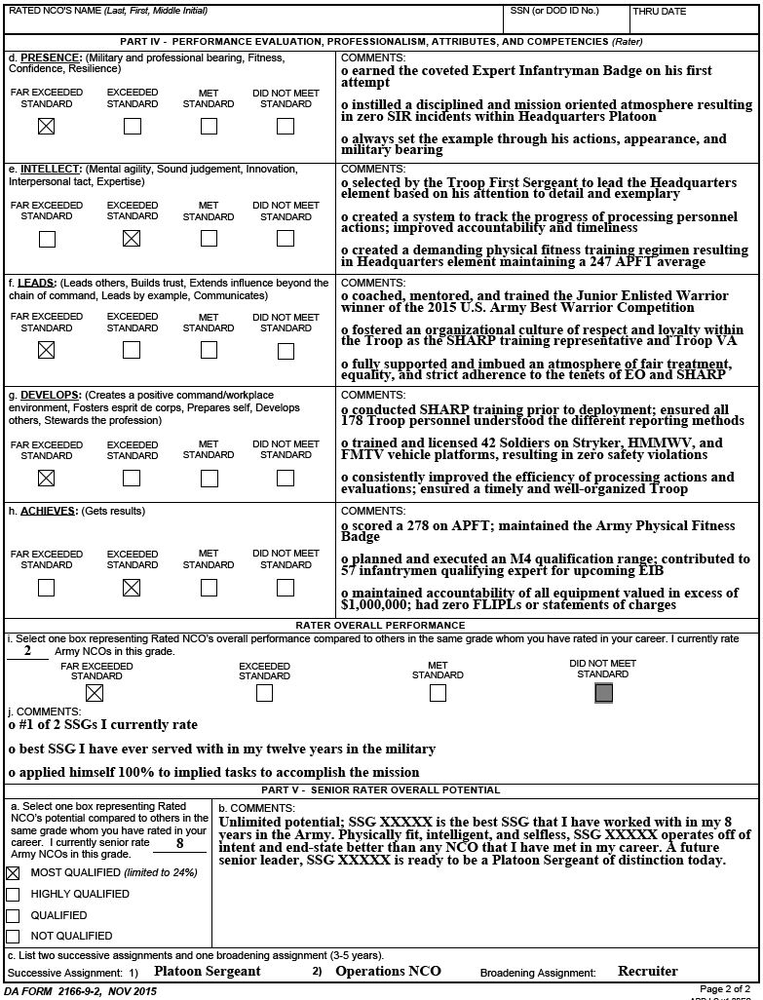 RATED NCO'S NAME (Last, First, Middle Initial)
SSN (or DOD ID No.)
THRU DATE
PART IV - PERFORMANCE EVALUATION, PROFESSIONALISM, ATTRIBUTES, AND COMPETENCIES (Rater)
d. PRESENCE: (Military and professional bearing, Fitness,
Confidence, Resilience)
FAR EXCEEDED
STANDARD
EXCEEDED
STANDARD
MET
STANDARD
DID NOT MEET
STANDARD
COMMENTS:
o earned the coveted Expert Infantryman Badge on his first
attempt
o instilled a disciplined and mission oriented atmosphere resulting
in zero SIR incidents within Headquarters Platoon
o always set the example through his actions, appearance, and
military bearing
e. INTELLECT: (Mental agility, Sound judgement, Innovation,
Interpersonal tact, Expertise)
FAR EXCEEDED
STANDARD
EXCEEDED
STANDARD
MET
STANDARD
DID NOT MEET
STANDARD
COMMENTS:
o selected by the Troop First Sergeant to lead the Headquarters
element based on his attention to detail and exemplary
o created a system to track the progress of processing personnel
actions; improved accountability and timeliness
o created a demanding physical fitness training regimen resulting
in Headquarters element maintaining a 247 APFT average
f. LEADS: (Leads others, Builds trust, Extends influence beyond the
chain of command, Leads by example, Communicates)
FAR EXCEEDED
STANDARD
EXCEEDED
STANDARD
MET
STANDARD
DID NOT MEET
STANDARD
COMMENTS:
o coached, mentored, and trained the Junior Enlisted Warrior
winner of the 2015 U.S. Army Best Warrior Competition
o fostered an organizational culture of respect and loyalty within
the Troop as the SHARP training representative and Troop VA
o fully supported and imbued an atmosphere of fair treatment,
equality, and strict adherence to the tenets of EO and SHARP
g. DEVELOPS: (Creates a positive command/workplace
environment, Fosters esprit de corps, Prepares self, Develops
others, Stewards the profession)
FAR EXCEEDED
STANDARD
EXCEEDED
STANDARD
MET
STANDARD
DID NOT MEET
STANDARD
COMMENTS:
o conducted SHARP training prior to deployment; ensured all
178 Troop personnel understood the different reporting methods
o trained and licensed 42 Soldiers on Stryker, HMMWV, and
FMTV vehicle platforms, resulting in zero safety violations
o consistently improved the efficiency of processing actions and
evaluations; ensured a timely and well-organized Troop
h. ACHIEVES: (Gets results)
FAR EXCEEDED
STANDARD
EXCEEDED
STANDARD
MET
STANDARD
DID NOT MEET
STANDARD
COMMENTS:
o scored a 278 on APFT; maintained the Army Physical Fitness
Badge
o planned and executed an M4 qualification range; contributed to
57 infantrymen qualifying expert for upcoming EIB
o maintained accountability of all equipment valued in excess of
$1,000,000; had zero FLIPLs or statements of charges
RATER OVERALL PERFORMANCE
i. Select one box representing Rated NCO's overall performance compared to others in the same grade whom you have rated in your career. I currently rate
2 Army NCOs in this grade.
FAR EXCEEDED
STANDARD
EXCEEDED
STANDARD
MET
STANDARD
DID NOT MEET
STANDARD
j. COMMENTS:
o #1 of 2 SSGs I currently rate
o best SSG I have ever served with in my twelve years in the military
o applied himself 100% to implied tasks to accomplish the mission
PART V - SENIOR RATER OVERALL POTENTIAL
a. Select one box representing Rated
NCO's potential compared to others in the
same grade whom you have rated in your
career. I currently senior rate 8
Army NCOs in this grade.
MOST QUALIFIED (limited to 24%)
HIGHLY QUALIFIED
QUALIFIED
NOT QUALIFIED
b. COMMENTS:
Unlimited potential; SSG XXXXX is the best SSG that I have worked with in my 8
years in the Army. Physically fit, intelligent, and selfless, SSG XXXXX operates off of
intent and end-state better than any NCO that I have met in my career. A future
senior leader, SSG XXXXX is ready to be a Platoon Sergeant of distinction today.
c. List two successive assignments and one broadening assignment (3-5 years).
Successive Assignment: 1) Platoon Sergeant 2) Operations NCO Broadening Assignment: Recruiter
DA FORM 2166-9-2, NOV 2015
Page 2 of 2